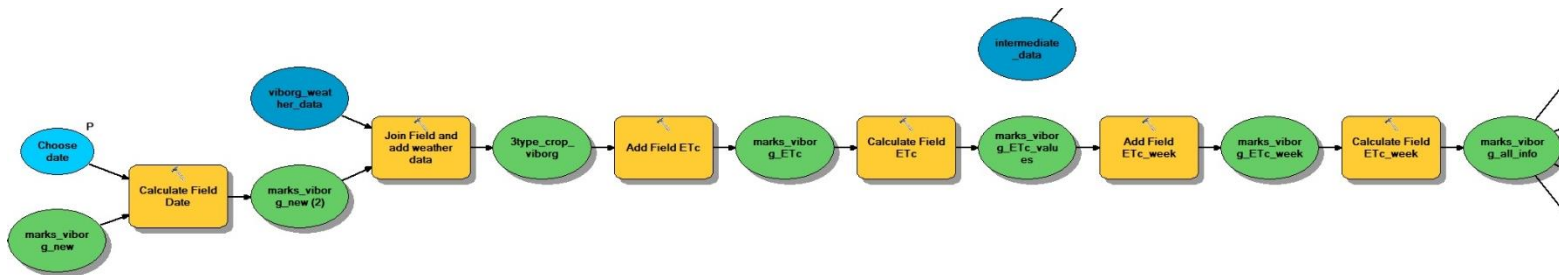 P
Choose
date
marks_vibor
g_new
Calculate Field
Date
viborg_weat
her_data
marks_vibor
g_new (2)
Join Field and
add weather
data
3type_crop_
viborg
Add Field ETc
marks_vibor
g_ETc
Calculate Field
ETc
intermediate
_data
marks_vibor
g_ETc_valu
es
Add Field
ETc_week
marks_vibor
g_ETc_week
Calculate Field
ETc_week
marks_vibor
g_all_info